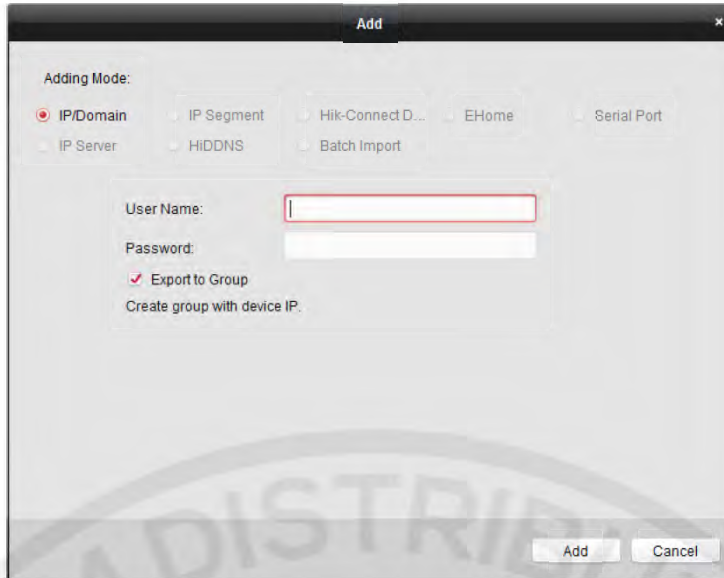 Add
×
Adding Mode:
IP/Domain IP Segment Hik-Connect D... EHome Serial Port
IP Server HiDDNS Batch Import
User Name:
Password:
Export to Group
Create group with device IP.
Add Cancel